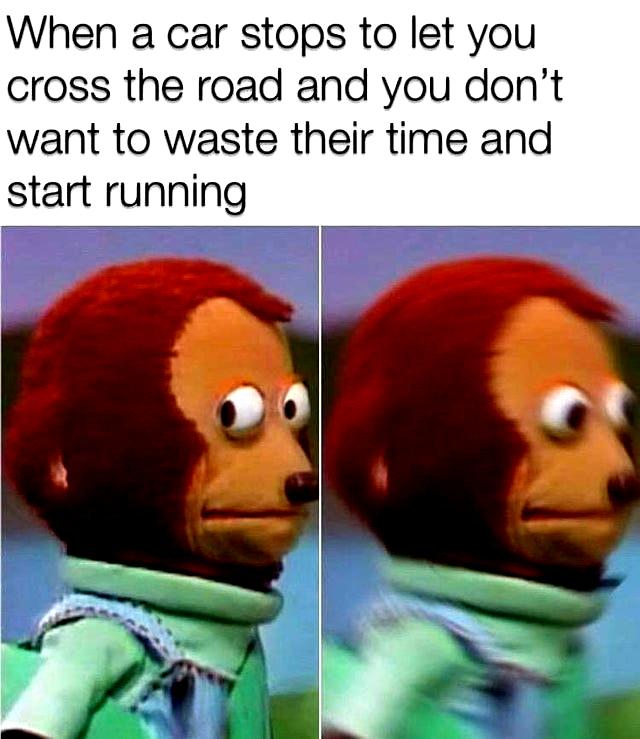 When a car stops to let you
cross the road and you don’t
want to waste their time and
start running